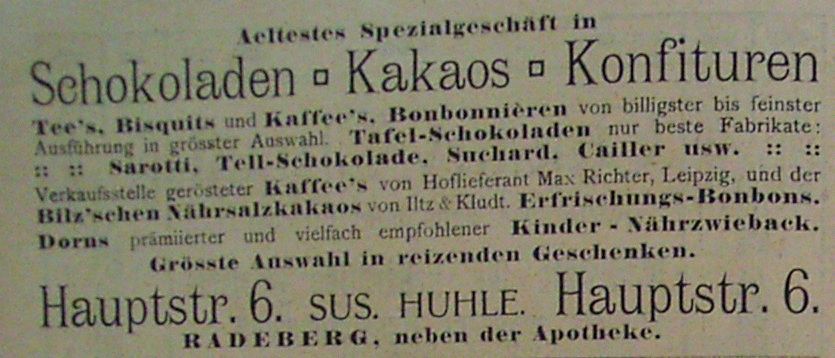 Aeltestes Spezialgeschäft in
Schokoladen ▫ Kakaos ▫ Konfituren
Tee's, Bisquits und Kaffee's, Bonbonnièren von billigster bis feinster
Ausführung in grösster Auswahl. Tafel-Schokoladen nur beste Fabrikate:
:: :: Sarotti, Tell-Schokolade, Suchard, Cailler usw. :: ::
Verkaufsstelle gerösteter Kaffee's von Hoflieferant Max Richter, Leipzig, und der
Bilz'schen Nährsalzkakaos von Iltz & Kludt. Erfrischungs-Bonbons.
Dorns prämiierter und vielfach empfohlener Kinder-Nährzwieback.
Grösste Auswahl in reizenden Geschenken.
Hauptstr. 6. SUS. HUHLE. Hauptstr. 6.
RADEBERG, neben der Apotheke.